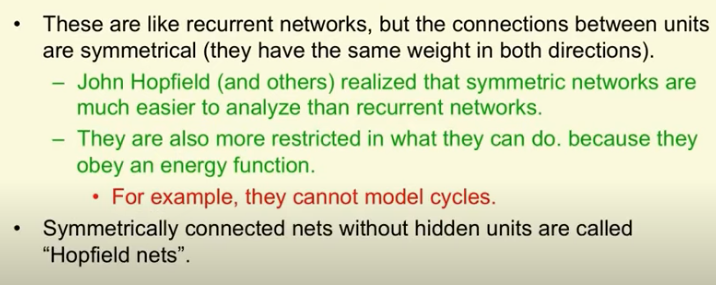 • These are like recurrent networks, but the connections between units
are symmetrical (they have the same weight in both directions).
– John Hopfield (and others) realized that symmetric networks are
much easier to analyze than recurrent networks.
– They are also more restricted in what they can do. because they
obey an energy function.
• For example, they cannot model cycles.
• Symmetrically connected nets without hidden units are called
“Hopfield nets”.